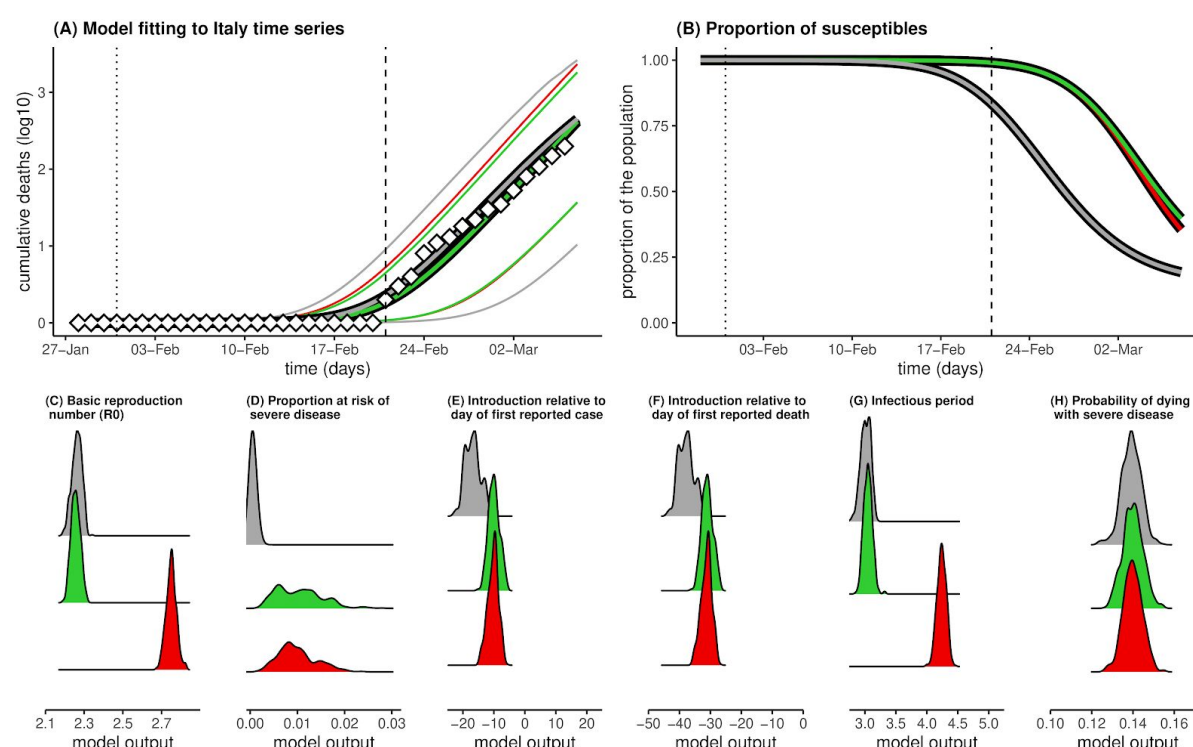 (A) Model fitting to Italy time series
cumulative deaths (log10)
3
2
1
0
27−Jan 03−Feb 10−Feb 17−Feb 24−Feb 02−Mar
time (days)
(B) Proportion of susceptibles
proportion of the population
1.00
0.75
0.50
0.25
0.00
03−Feb 10−Feb 17−Feb 24−Feb 02−Mar
time (days)
(C) Basic reproduction
number (R0)
2.1 2.3 2.5 2.7
model output
(D) Proportion at risk of
severe disease
0.00 0.01 0.02 0.03
model output
(E) Introduction relative to
day of first reported case
−20 −10 0 10 20
model output
(F) Introduction relative to
day of first reported death
−50 −40 −30 −20 −10 0
model output
(G) Infectious period
3.0 3.5 4.0 4.5 5.0
model output
(H) Probability of dying
with severe disease
0.10 0.12 0.14 0.16
model output